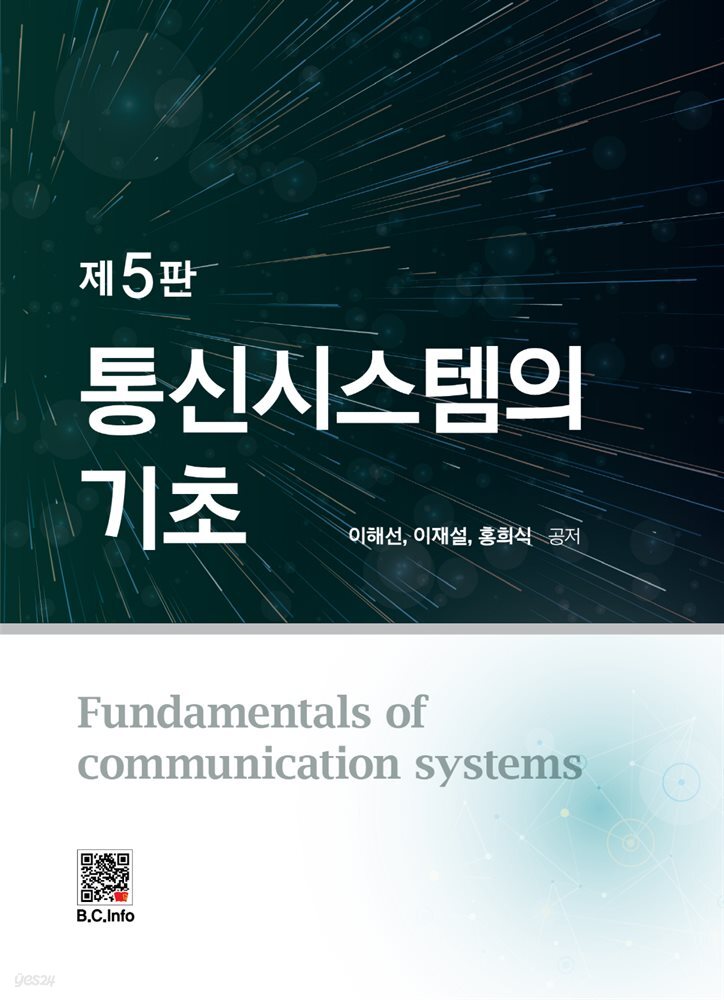 제5판
통신시스템의
기초
이해선, 이재설, 홍희식 공저
Fundamentals of
communication systems
B.C.Info
yes24